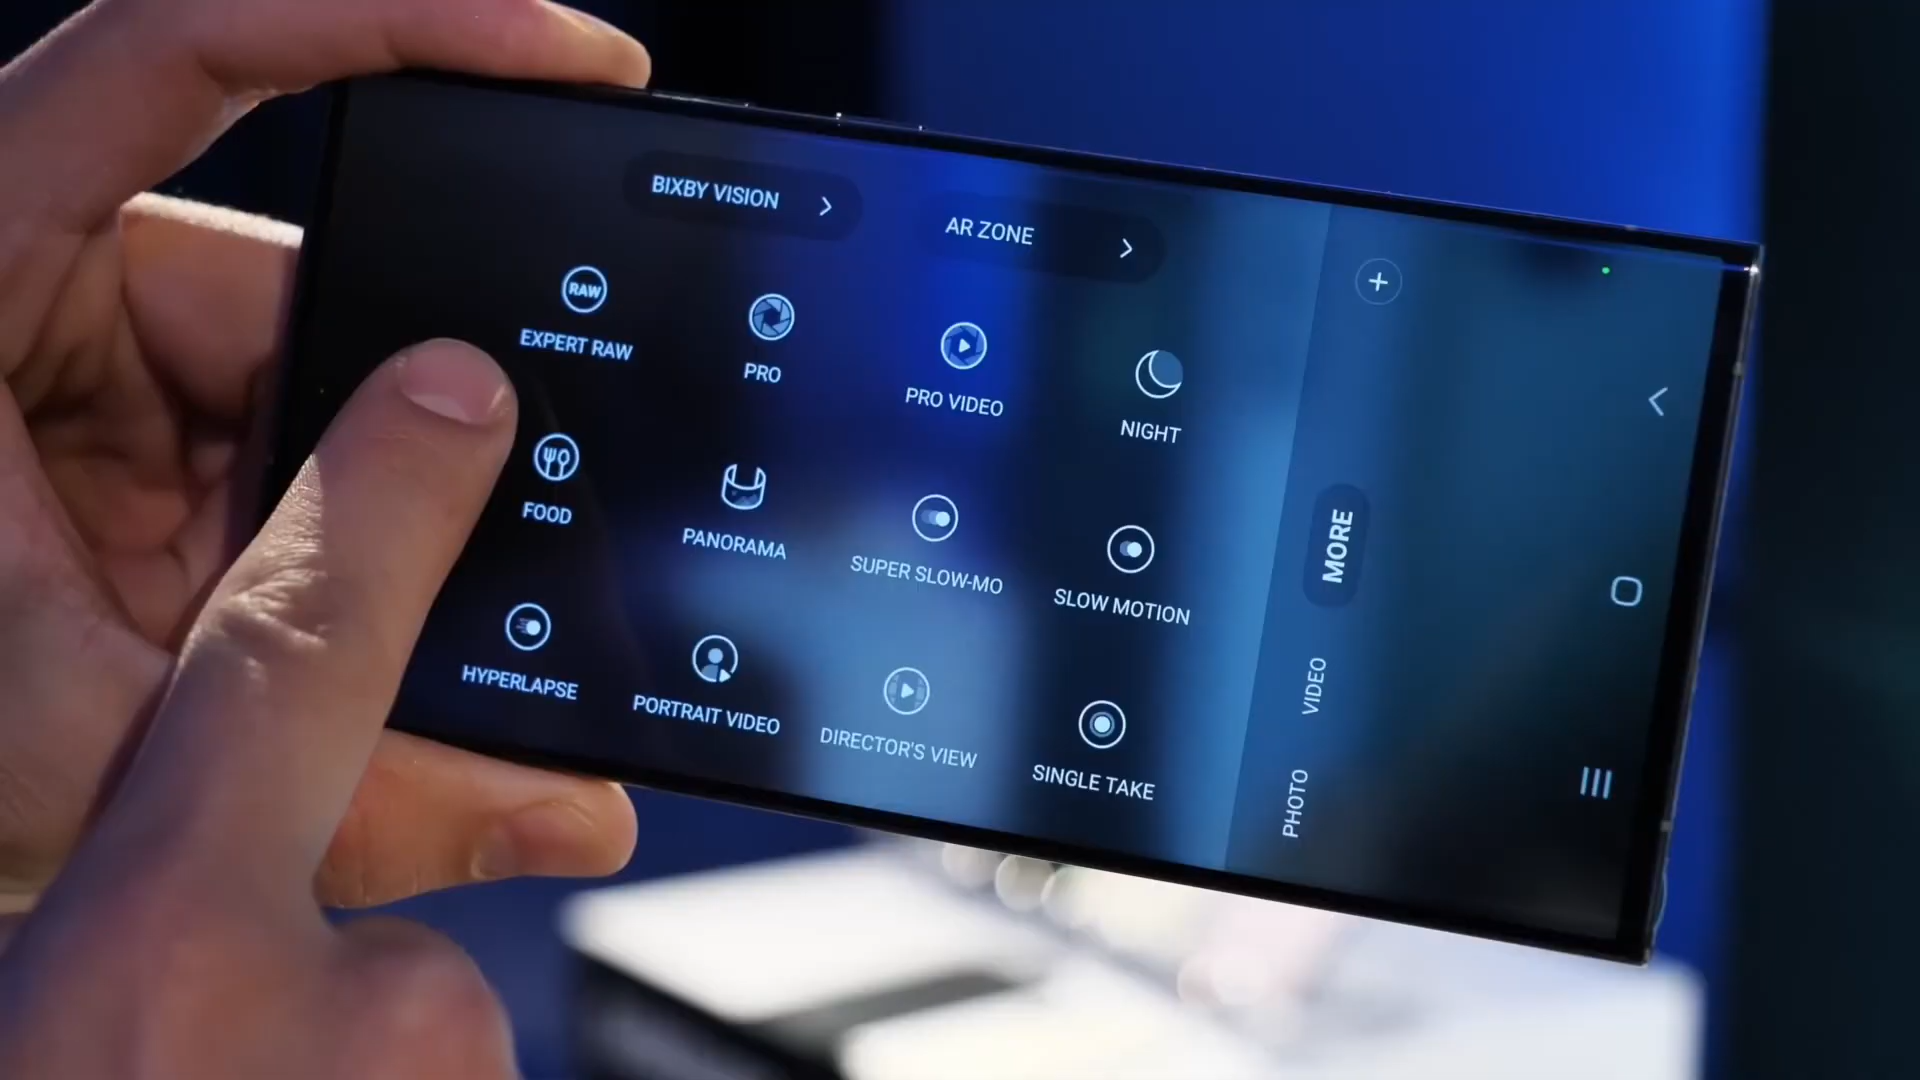 BIXBY VISION
AR ZONE
RAW
EXPERT RAW
PRO
PRO VIDEO
NIGHT
FOOD
PANORAMA
SUPER SLOW-MO
SLOW MOTION
HYPERLAPSE
PORTRAIT VIDEO
DIRECTOR'S VIEW
SINGLE TAKE
MORE
VIDEO
PHOTO